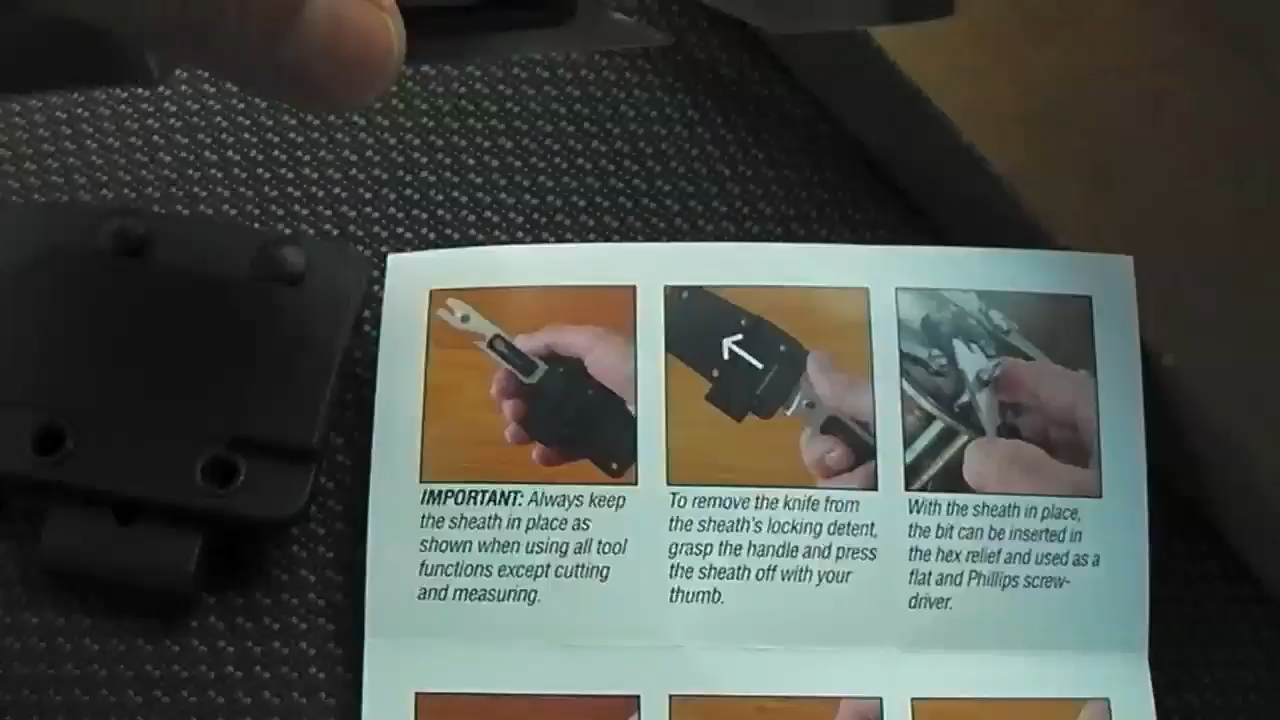 IMPORTANT: Always keep
the sheath in place as
shown when using all tool
functions except cutting
and measuring.
To remove the knife from
the sheath's locking detent,
grasp the handle and press
the sheath off with your
thumb.
With the sheath in place,
the bit can be inserted in
the hex relief and used as a
flat and Phillips screw-
driver.